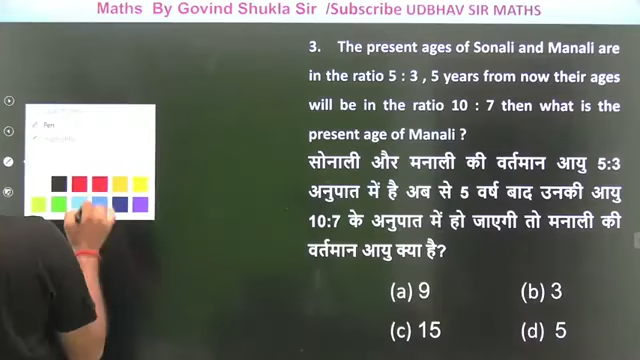 Maths By Govind Shukla Sir /Subscribe UDBHAV SIR MATHS
3. The present ages of Sonali and Manali are
in the ratio 5 : 3 , 5 years from now their ages
will be in the ratio 10 : 7 then what is the
present age of Manali ?
सोनाली और मनाली की वर्तमान आयु 5:3
अनुपात में है अब से 5 वर्ष बाद उनकी आयु
10:7 के अनुपात में हो जाएगी तो मनाली की
वर्तमान आयु क्या है?
(a) 9 (b) 3
(c) 15 (d) 5
Pen